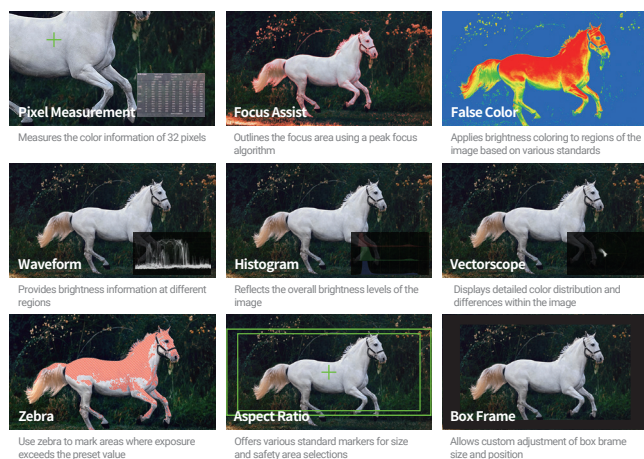 Pixel Measurement
Measures the color information of 32 pixels
Focus Assist
Outlines the focus area using a peak focus
algorithm
False Color
Applies brightness coloring to regions of the
image based on various standards
Waveform
Provides brightness information at different
regions
Histogram
Reflects the overall brightness levels of the
image
Vectorscope
Displays detailed color distribution and
differences within the image
Zebra
Use zebra to mark areas where exposure
exceeds the preset value
Aspect Ratio
Offers various standard markers for size
and safety area selections
Box Frame
Allows custom adjustment of box brame
size and position